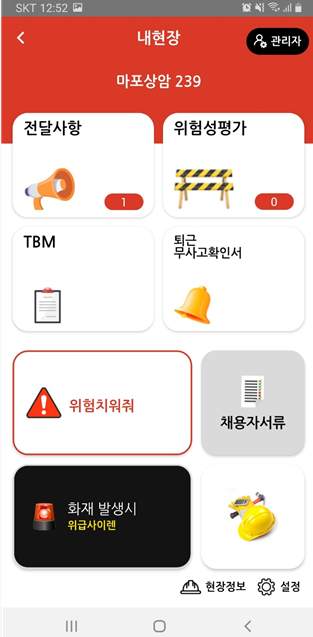 SKT 12:52
내현장
관리자
마포상암 239
전달사항
위험성평가
1
0
TBM
퇴근
무사고확인서
위험치워줘
채용자서류
화재 발생시
위급사이렌
현장정보
설정